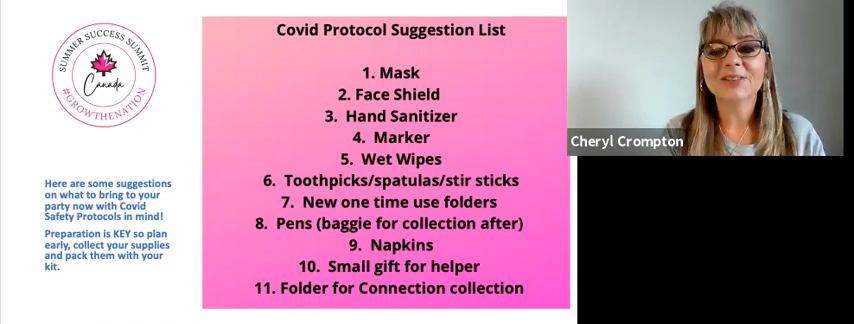 SUMMER SUCCESS SUMMIT
Canada
#GROWTHENATION
Here are some suggestions
on what to bring to your
party now with Covid
Safety Protocols in mind!
Preparation is KEY so plan
early, collect your supplies
and pack them with your
kit.
Covid Protocol Suggestion List
1. Mask
2. Face Shield
3. Hand Sanitizer
4. Marker
5. Wet Wipes
6. Toothpicks/spatulas/stir sticks
7. New one time use folders
8. Pens (baggie for collection after)
9. Napkins
10. Small gift for helper
11. Folder for Connection collection
Cheryl Crompton